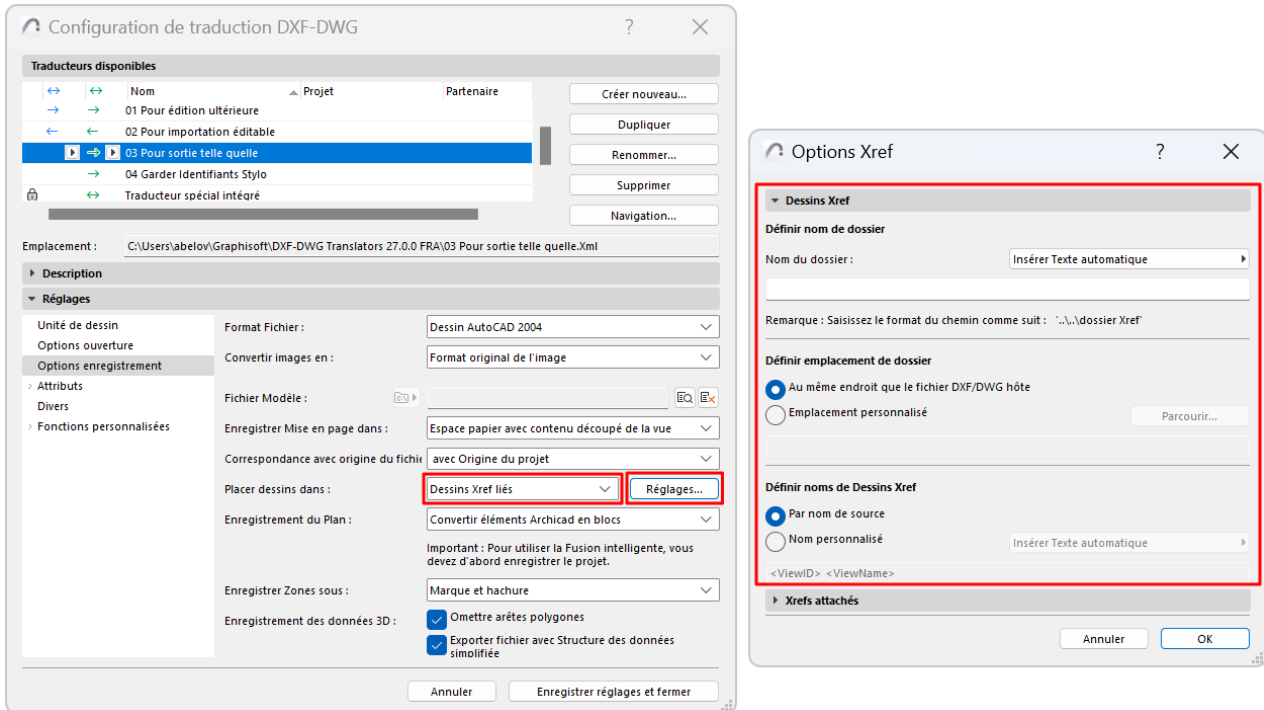 Configuration de traduction DXF-DWG
?
Traducteurs disponibles
Nom Projet Partenaire
01 Pour édition ultérieure
02 Pour importation éditable
03 Pour sortie telle quelle
04 Garder Identifiants Stylo
Traducteur spécial intégré
Créer nouveau...
Dupliquer
Renommer...
Supprimer
Navigation...
Emplacement : C:\Users\abelov\Graphisoft\DXF-DWG Translators 27.0.0 FRA\03 Pour sortie telle quelle.Xml
Description
Réglages
Unité de dessin
Options ouverture
Options enregistrement
Attributs
Divers
Fonctions personnalisées
Format Fichier : Dessin AutoCAD 2004
Convertir images en : Format original de l'image
Fichier Modèle :
Enregistrer Mise en page dans : Espace papier avec contenu découpé de la vue
Correspondance avec origine du fichie avec Origine du projet
Placer dessins dans : Dessins Xref liés Réglages...
Enregistrement du Plan : Convertir éléments Archicad en blocs
Important : Pour utiliser la Fusion intelligente, vous
devez d'abord enregistrer le projet.
Enregistrer Zones sous : Marque et hachure
Enregistrement des données 3D : Omettre arêtes polygones
Exporter fichier avec Structure des données
simplifiée
Annuler Enregistrer réglages et fermer
Options Xref
?
Dessins Xref
Définir nom de dossier
Nom du dossier : Insérer Texte automatique
Remarque : Saisissez le format du chemin comme suit : `..\..\dossier Xref'
Définir emplacement de dossier
Au même endroit que le fichier DXF/DWG hôte
Emplacement personnalisé Parcourir...
Définir noms de Dessins Xref
Par nom de source
Nom personnalisé Insérer Texte automatique
<ViewID> <ViewName>
Xrefs attachés
Annuler OK